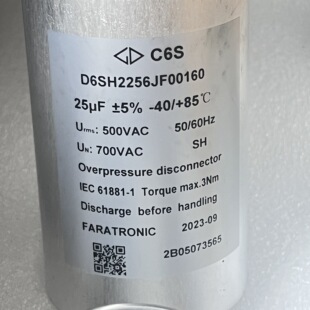 C6S
D6SH2256JF00160
25μF ±5% -40/+85℃
Urms: 500VAC 50/60Hz
UN: 700VAC SH
Overpressure disconnector
IEC 61881-1 Torque max.3Nm
Discharge before handling
FARATRONIC 2023-09
2B05073565